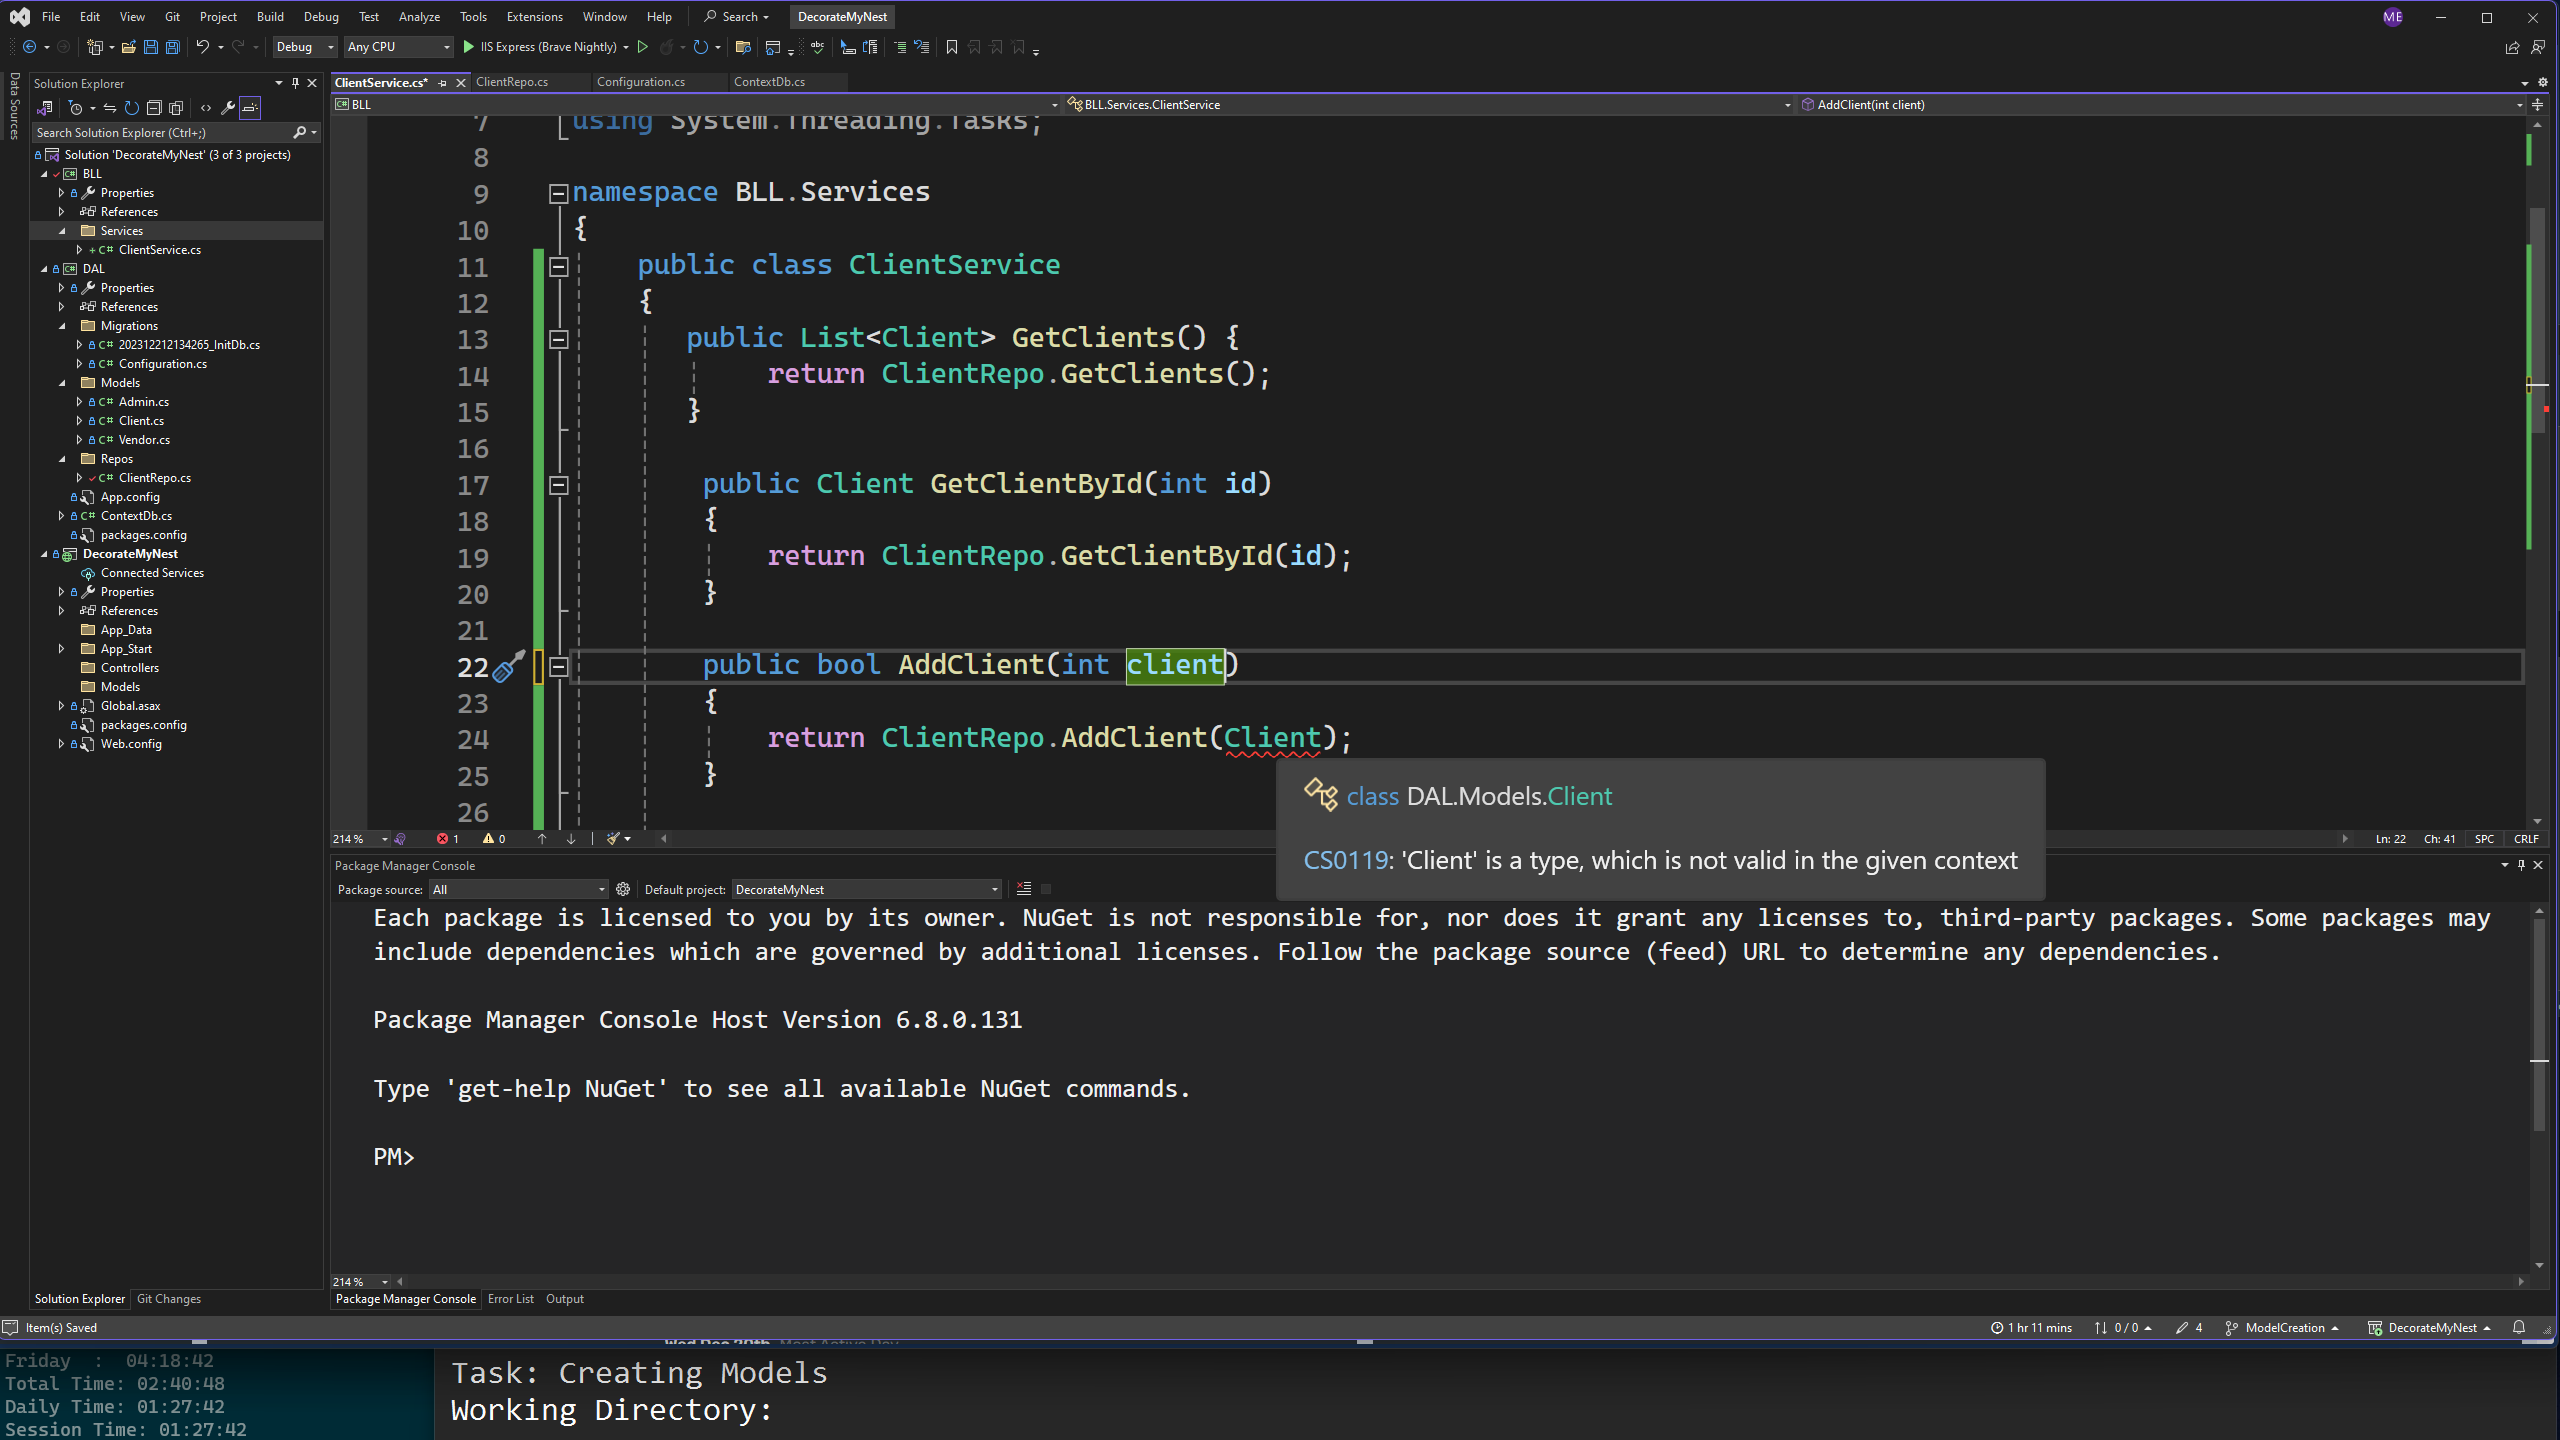 File Edit View Git Project Build Debug Test Analyze Tools Extensions Window Help Search DecorateMyNest ME
Debug Any CPU IIS Express (Brave Nightly)
Data Sources
Solution Explorer
Search Solution Explorer (Ctrl+;)
Solution 'DecorateMyNest' (3 of 3 projects)
BLL
Properties
References
Services
C# ClientService.cs
DAL
Properties
References
Migrations
C# 202312212134265_InitDb.cs
C# Configuration.cs
Models
C# Admin.cs
C# Client.cs
C# Vendor.cs
Repos
C# ClientRepo.cs
App.config
C# ContextDb.cs
packages.config
DecorateMyNest
Connected Services
Properties
References
App_Data
App_Start
Controllers
Models
Global.asax
packages.config
Web.config
Solution Explorer Git Changes
ClientService.cs* ClientRepo.cs Configuration.cs ContextDb.cs
C# BLL BLL.Services.ClientService AddClient(int client)
7 using System.Threading.Tasks;
8
9 namespace BLL.Services
10 {
11 public class ClientService
12 {
13 public List<Client> GetClients() {
14 return ClientRepo.GetClients();
15 }
16
17 public Client GetClientById(int id)
18 {
19 return ClientRepo.GetClientById(id);
20 }
21
22 public bool AddClient(int client)
23 {
24 return ClientRepo.AddClient(Client);
25 }
26
class DAL.Models.Client
CS0119: 'Client' is a type, which is not valid in the given context
214 % 1 0 Ln: 22 Ch: 41 SPC CRLF
Package Manager Console
Package source: All Default project: DecorateMyNest
Each package is licensed to you by its owner. NuGet is not responsible for, nor does it grant any licenses to, third-party packages. Some packages may
include dependencies which are governed by additional licenses. Follow the package source (feed) URL to determine any dependencies.
Package Manager Console Host Version 6.8.0.131
Type 'get-help NuGet' to see all available NuGet commands.
PM>
214 %
Package Manager Console Error List Output
Item(s) Saved 1 hr 11 mins 0 / 0 4 ModelCreation DecorateMyNest
Wed Dec 20th Most Active Day
Friday : 04:18:42
Total Time: 02:40:48
Daily Time: 01:27:42
Session Time: 01:27:42
Task: Creating Models
Working Directory: